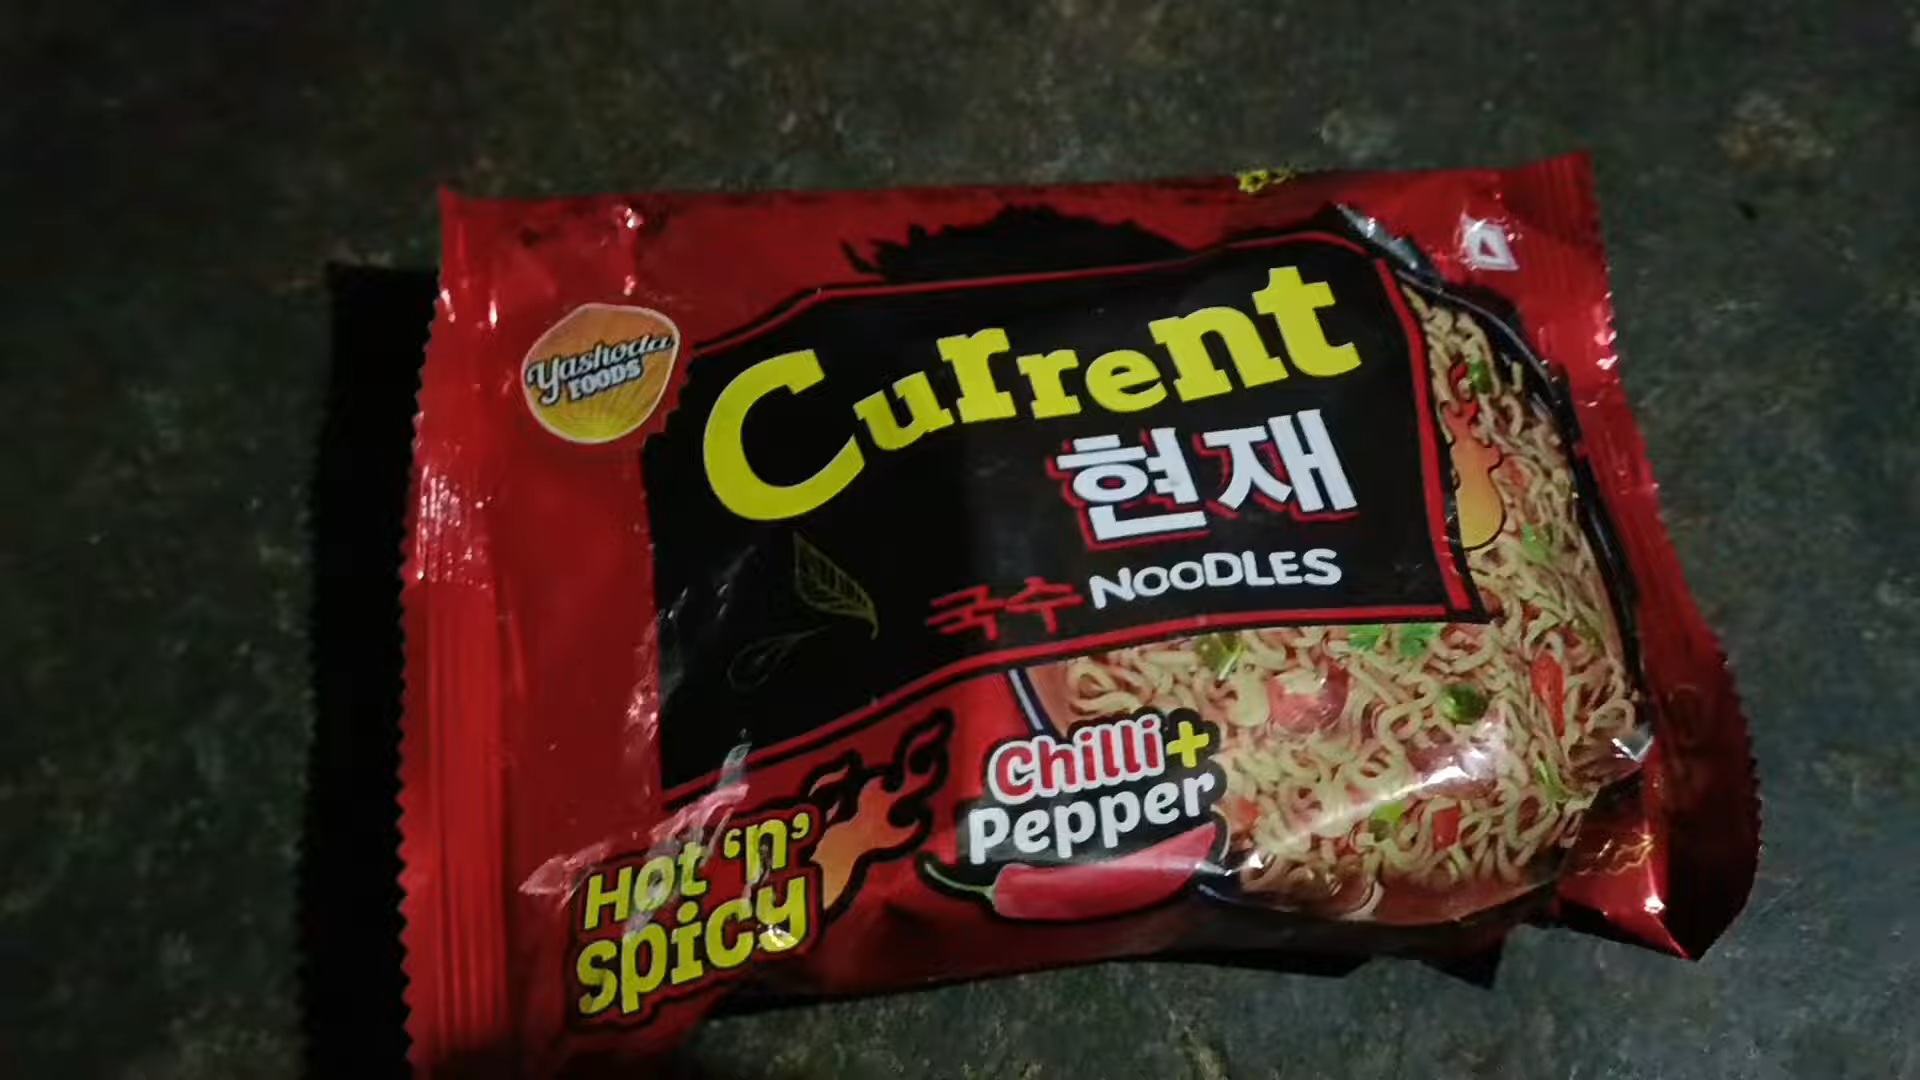 Yashoda
FOODS
Current
현재
국수 NOODLES
Chilli+
Pepper
Hot 'n'
spicy